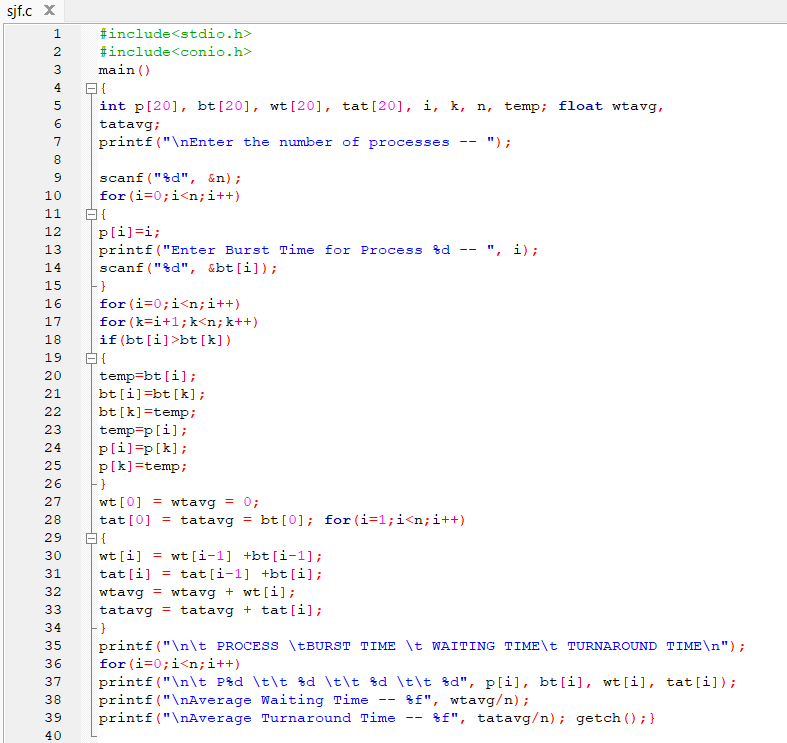 sjf.c X
1 #include<stdio.h>
2 #include<conio.h>
3 main()
4 {
5 int p[20], bt[20], wt[20], tat[20], i, k, n, temp; float wtavg,
6 tatavg;
7 printf("\nEnter the number of processes -- ");
8
9 scanf("%d", &n);
10 for(i=0;i<n;i++)
11 {
12 p[i]=i;
13 printf("Enter Burst Time for Process %d -- ", i);
14 scanf("%d", &bt[i]);
15 }
16 for(i=0;i<n;i++)
17 for(k=i+1;k<n;k++)
18 if(bt[i]>bt[k])
19 {
20 temp=bt[i];
21 bt[i]=bt[k];
22 bt[k]=temp;
23 temp=p[i];
24 p[i]=p[k];
25 p[k]=temp;
26 }
27 wt[0] = wtavg = 0;
28 tat[0] = tatavg = bt[0]; for(i=1;i<n;i++)
29 {
30 wt[i] = wt[i-1] +bt[i-1];
31 tat[i] = tat[i-1] +bt[i];
32 wtavg = wtavg + wt[i];
33 tatavg = tatavg + tat[i];
34 }
35 printf("\n\t PROCESS \tBURST TIME \t WAITING TIME\t TURNAROUND TIME\n");
36 for(i=0;i<n;i++)
37 printf("\n\t P%d \t\t %d \t\t %d \t\t %d", p[i], bt[i], wt[i], tat[i]);
38 printf("\nAverage Waiting Time -- %f", wtavg/n);
39 printf("\nAverage Turnaround Time -- %f", tatavg/n); getch();}
40